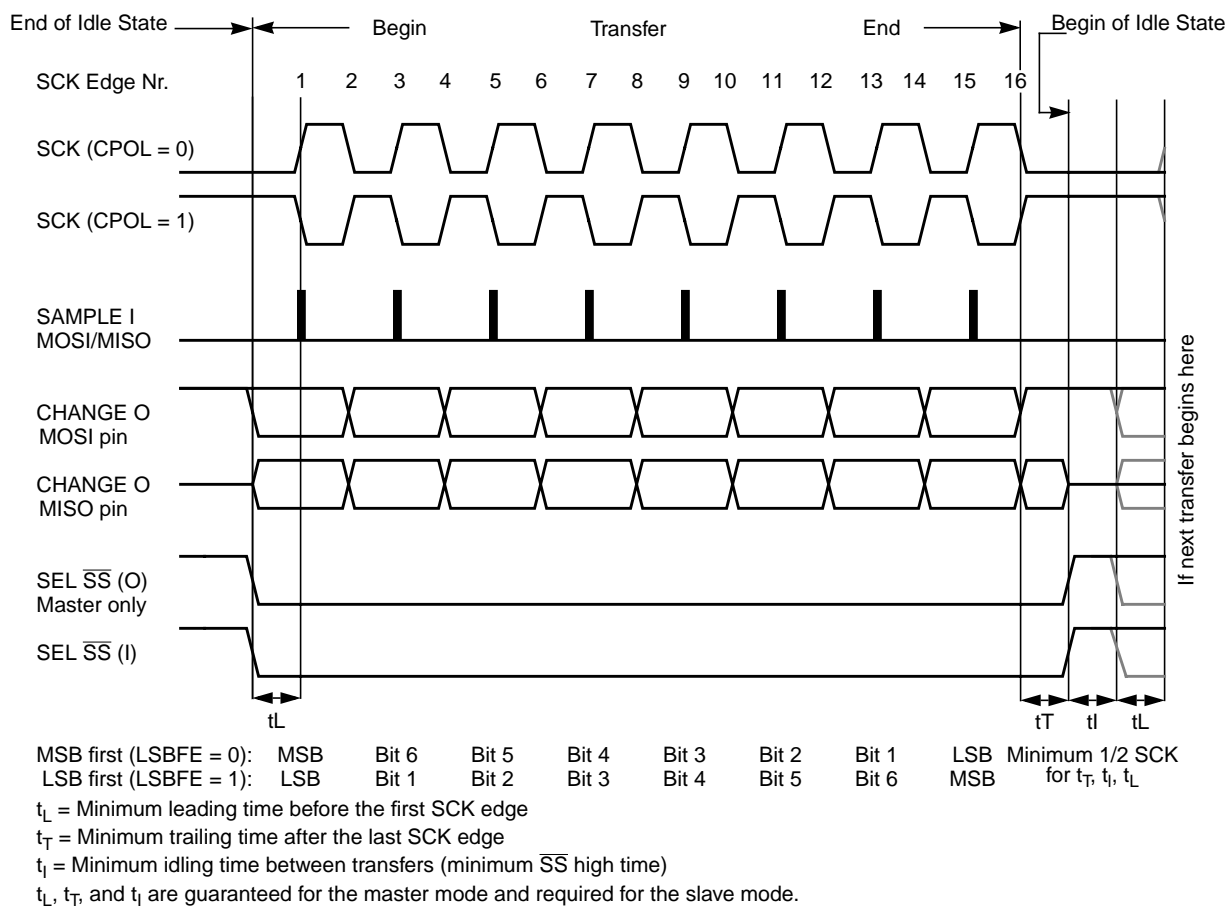 End of Idle State
Begin
Transfer
End
Begin of Idle State
SCK Edge Nr.
1 2 3 4 5 6 7 8 9 10 11 12 13 14 15 16
SCK (CPOL = 0)
SCK (CPOL = 1)
SAMPLE I
MOSI/MISO
CHANGE O
MOSI pin
CHANGE O
MISO pin
SEL S̅S̅ (O)
Master only
SEL S̅S̅ (I)
If next transfer begins here
tL
tT tI tL
MSB first (LSBFE = 0): MSB Bit 6 Bit 5 Bit 4 Bit 3 Bit 2 Bit 1 LSB
LSB first (LSBFE = 1): LSB Bit 1 Bit 2 Bit 3 Bit 4 Bit 5 Bit 6 MSB
Minimum 1/2 SCK
for tT, tI, tL
tL = Minimum leading time before the first SCK edge
tT = Minimum trailing time after the last SCK edge
tI = Minimum idling time between transfers (minimum S̅S̅ high time)
tL, tT, and tI are guaranteed for the master mode and required for the slave mode.